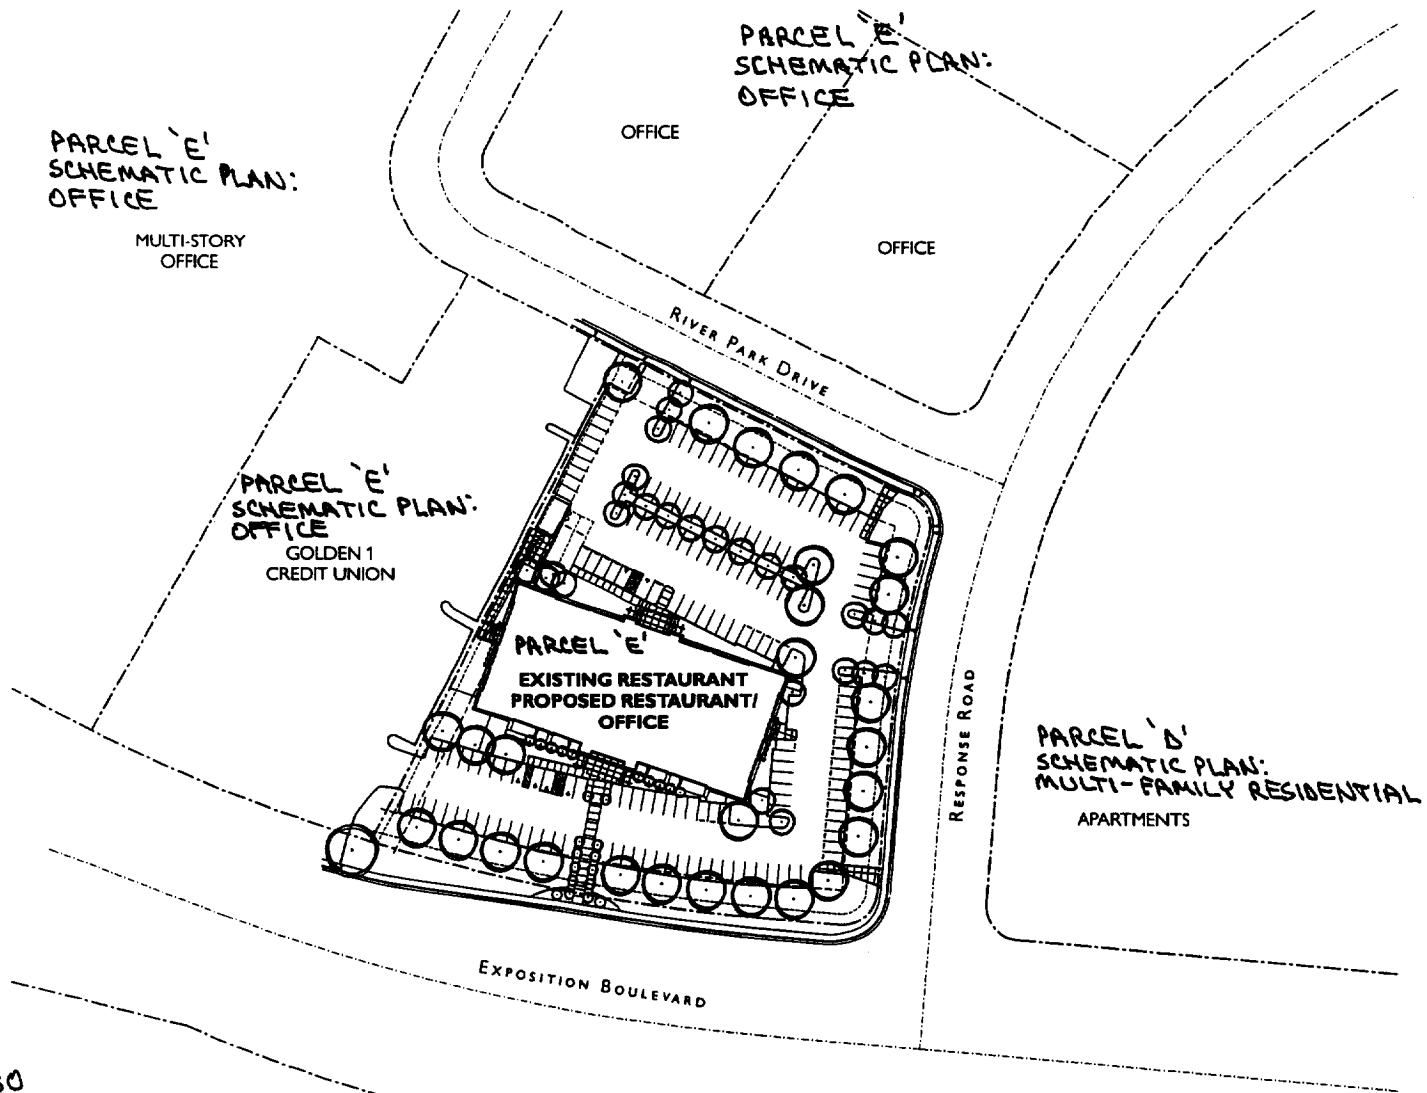 PARCEL 'E'
SCHEMATIC PLAN:
OFFICE
OFFICE
PARCEL 'E'
SCHEMATIC PLAN:
OFFICE
MULTI-STORY
OFFICE
OFFICE
RIVER PARK DRIVE
PARCEL 'E'
SCHEMATIC PLAN:
OFFICE
GOLDEN 1
CREDIT UNION
PARCEL 'E'
EXISTING RESTAURANT
PROPOSED RESTAURANT/
OFFICE
RESPONSE ROAD
PARCEL 'D'
SCHEMATIC PLAN:
MULTI-FAMILY RESIDENTIAL
APARTMENTS
EXPOSITION BOULEVARD